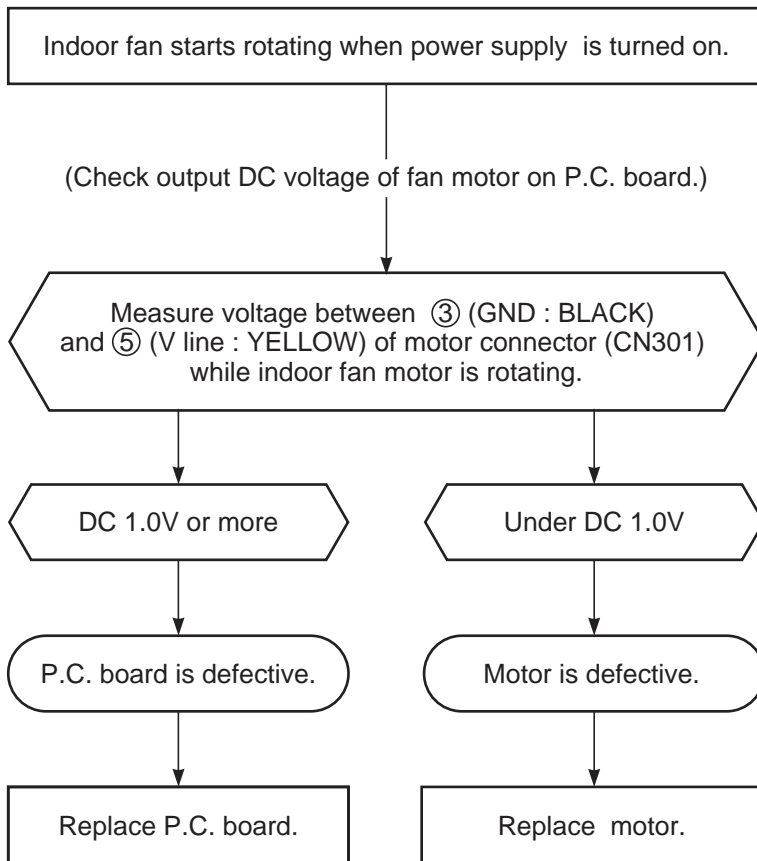 Indoor fan starts rotating when power supply is turned on.
(Check output DC voltage of fan motor on P.C. board.)
Measure voltage between ③ (GND : BLACK)
and ⑤ (V line : YELLOW) of motor connector (CN301)
while indoor fan motor is rotating.
DC 1.0V or more
Under DC 1.0V
P.C. board is defective.
Motor is defective.
Replace P.C. board.
Replace motor.